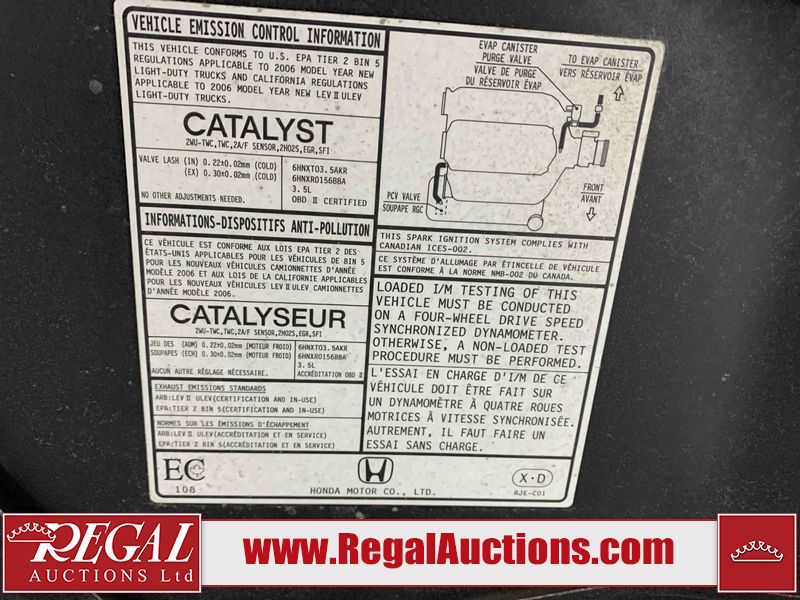 VEHICLE EMISSION CONTROL INFORMATION
THIS VEHICLE CONFORMS TO U.S. EPA TIER 2 BIN 5
REGULATIONS APPLICABLE TO 2006 MODEL YEAR NEW
LIGHT-DUTY TRUCKS AND CALIFORNIA REGULATIONS
APPLICABLE TO 2006 MODEL YEAR NEW LEV II ULEV
LIGHT-DUTY TRUCKS.
CATALYST
2WU-TWC,TWC,2A/F SENSOR,2HO2S,EGR,SFI
VALVE LASH (IN) 0.22±0.02mm (COLD)
(EX) 0.30±0.02mm (COLD)
NO OTHER ADJUSTMENTS NEEDED.
6HNXT03.5AKR
6HNXR0156BBA
3.5L
OBD II CERTIFIED
INFORMATIONS-DISPOSITIFS ANTI-POLLUTION
CE VÉHICULE EST CONFORME AUX LOIS EPA TIER 2 DES
ÉTATS-UNIS APPLICABLES POUR LES VÉHICULES DE BIN 5
POUR LES NOUVEAUX VÉHICULES CAMIONNETTES D'ANNÉE
MODÈLE 2006 ET AUX LOIS DE LA CALIFORNIE APPLICABLES
POUR LES NOUVEAUX VÉHICULES LEV II ULEV CAMIONNETTES
D'ANNÉE MODÈLE 2006.
CATALYSEUR
2WU-TWC,TWC,2A/F SENSOR,2HO2S,EGR,SFI
JEU DES (ADM) 0.22±0.02mm (MOTEUR FROID)
SOUPAPES (ECH) 0.30±0.02mm (MOTEUR FROID)
AUCUN AUTRE RÉGLAGE NÉCESSAIRE.
6HNXT03.5AKR
6HNXR0156BBA
3.5L
ACCRÉDITATION OBD II
EXHAUST EMISSIONS STANDARDS
ARB:LEV II ULEV(CERTIFICATION AND IN-USE)
EPA:TIER 2 BIN 5(CERTIFICATION AND IN-USE)
NORMES SUR LES ÉMISSIONS D'ÉCHAPPEMENT
ARB:LEV II ULEV(ACCRÉDITATION ET EN SERVICE)
EPA:TIER 2 BIN 5(ACCRÉDITATION ET EN SERVICE)
EVAP CANISTER
PURGE VALVE
VALVE DE PURGE
DU RÉSERVOIR ÉVAP
TO EVAP CANISTER
VERS RÉSERVOIR ÉVAP
PCV VALVE
SOUPAPE RGC
FRONT
AVANT
THIS SPARK IGNITION SYSTEM COMPLIES WITH
CANADIAN ICES-002.
CE SYSTÈME D'ALLUMAGE PAR ÉTINCELLE DE VÉHICULE
EST CONFORME À LA NORME NMB-002 DU CANADA.
LOADED I/M TESTING OF THIS
VEHICLE MUST BE CONDUCTED
ON A FOUR-WHEEL DRIVE SPEED
SYNCHRONIZED DYNAMOMETER.
OTHERWISE, A NON-LOADED TEST
PROCEDURE MUST BE PERFORMED.
L'ESSAI EN CHARGE D'I/M DE CE
VÉHICULE DOIT ÊTRE FAIT SUR
UN DYNAMOMÈTRE À QUATRE ROUES
MOTRICES À VITESSE SYNCHRONISÉE.
AUTREMENT, IL FAUT FAIRE UN
ESSAI SANS CHARGE.
EC
108
HONDA MOTOR CO., LTD.
X·D
RJE-C01
REGAL
AUCTIONS Ltd
www.RegalAuctions.com